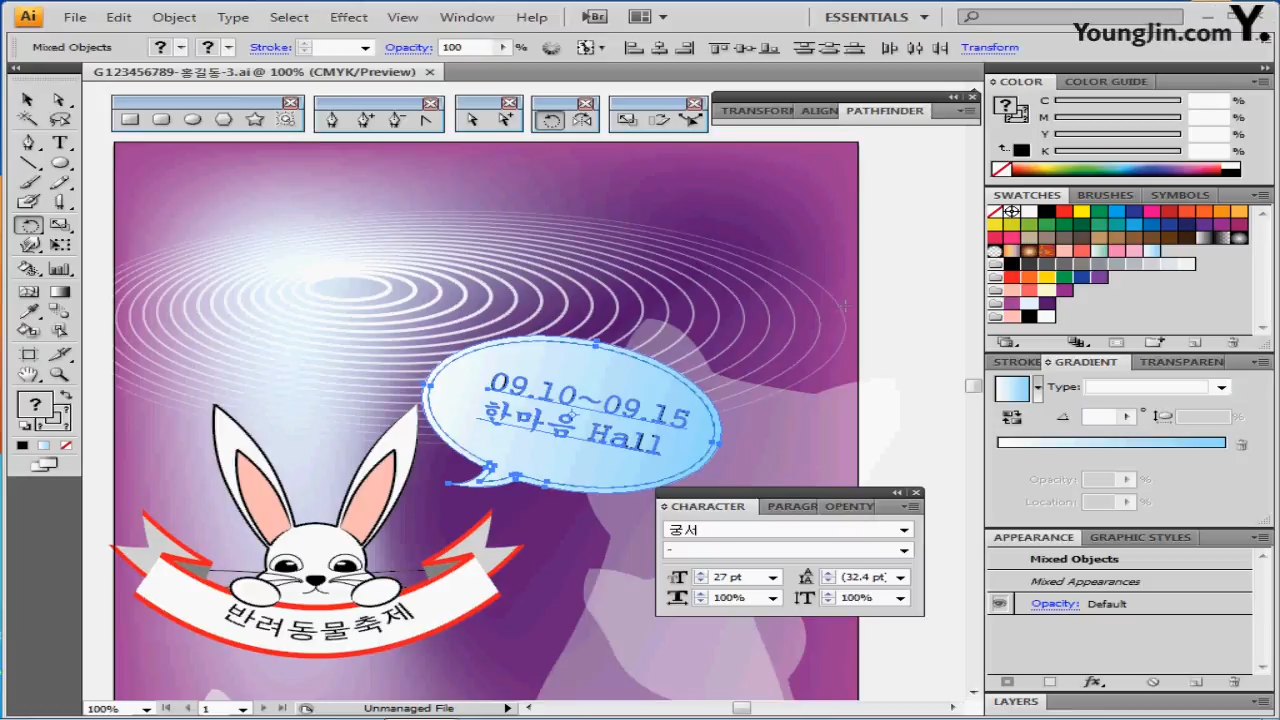 Ai File Edit Object Type Select Effect View Window Help Br ESSENTIALS
YoungJin.com Y.
Mixed Objects ? ? Stroke: Opacity: 100 % Transform
G123456789-홍길동-3.ai @ 100% (CMYK/Preview)
TRANSFORM ALIGN PATHFINDER
COLOR COLOR GUIDE
?
C %
M %
Y %
K %
SWATCHES BRUSHES SYMBOLS
STROKE GRADIENT TRANSPAREN
Type:
Opacity: %
Location: %
APPEARANCE GRAPHIC STYLES
Mixed Objects
Mixed Appearances
Opacity: Default
LAYERS
09.10~09.15
한마음 Hall
반려동물축제
CHARACTER PARAGR OPENTY
궁서
-
27 pt (32.4 pt)
100% 100%
?
100% 1 Unmanaged File